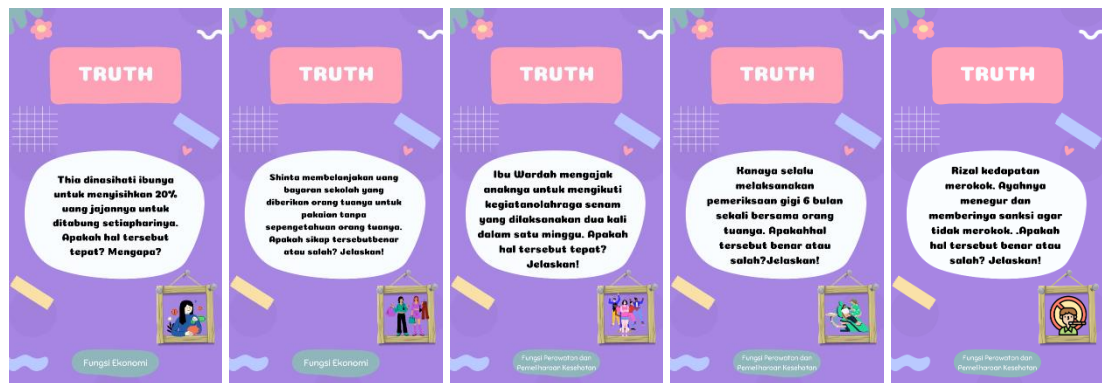 TRUTH
Thia dinasihati ibunya
untuk menyisihkan 20%
uang jajannya untuk
ditabung setiapharinya.
Apakah hal tersebut
tepat? Mengapa?
Fungsi Ekonomi
TRUTH
Shinta membelanjakan uang
bayaran sekolah yang
diberikan orang tuanya untuk
pakaian tanpa
sepengetahuan orang tuanya.
Apakah sikap tersebutbenar
atau salah? Jelaskan!
Fungsi Ekonomi
TRUTH
Ibu Wardah mengajak
anaknya untuk mengikuti
kegiatanolahraga senam
yang dilaksanakan dua kali
dalam satu minggu. Apakah
hal tersebut tepat?
Jelaskan!
Fungsi Perawatan dan
Pemeliharaan Kesehatan
TRUTH
Kanaya selalu
melaksanakan
pemeriksaan gigi 6 bulan
sekali bersama orang
tuanya. Apakahhal
tersebut benar atau
salah?Jelaskan!
Fungsi Perawatan dan
Pemeliharaan Kesehatan
TRUTH
Rizal kedapatan
merokok. Ayahnya
menegur dan
memberinya sanksi agar
tidak merokok. .Apakah
hal tersebut benar atau
salah? Jelaskan!
Fungsi Perawatan dan
Pemeliharaan Kesehatan